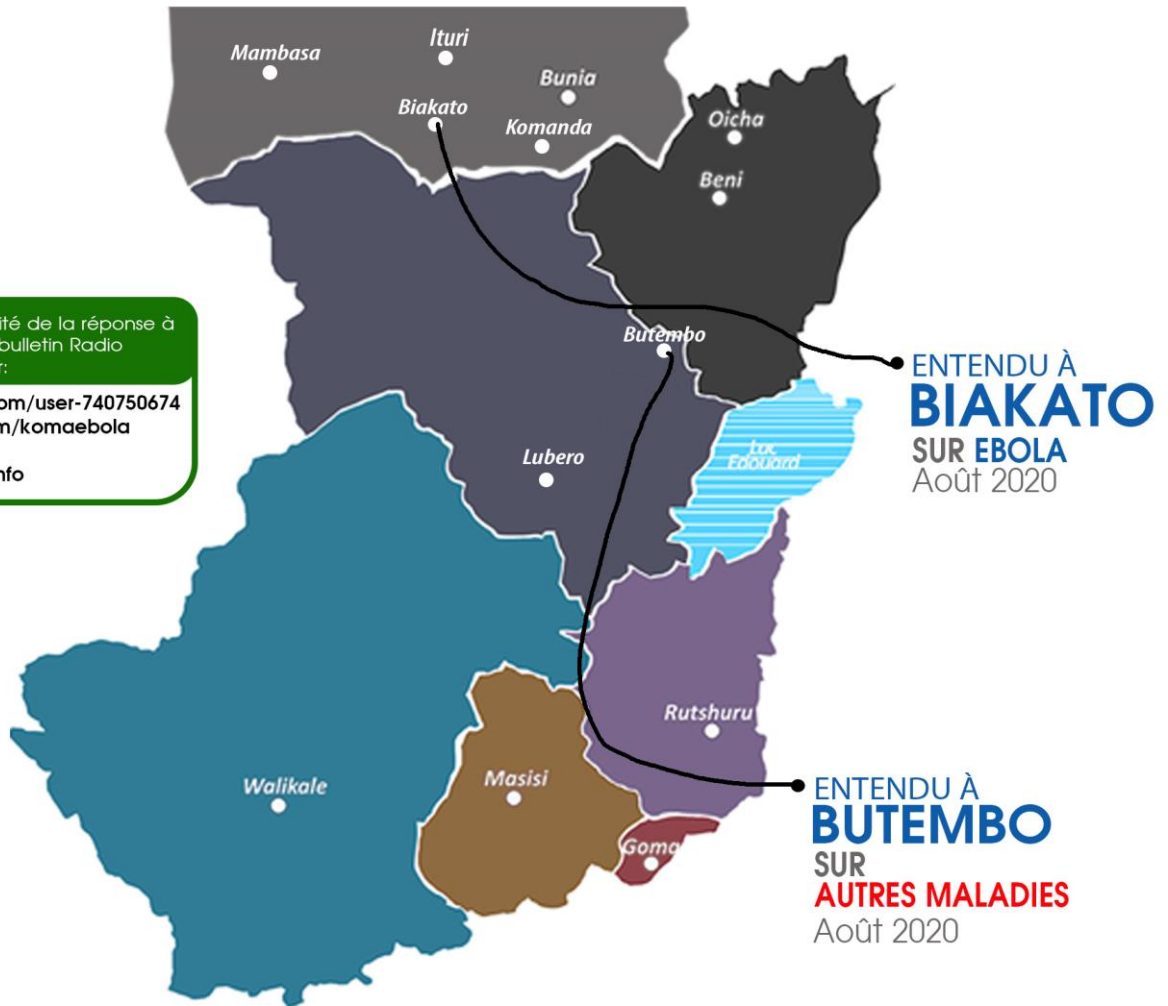 Mambasa
Ituri
Bunia
Biakato
Komanda
Oicha
Beni
ité de la réponse à
bulletin Radio
r:
om/user-740750674
m/komaebola
nfo
Butembo
ENTENDU À
BIAKATO
SUR EBOLA
Août 2020
Lac
Edouard
Lubero
Rutshuru
Walikale
Masisi
Goma
ENTENDU À
BUTEMBO
SUR
AUTRES MALADIES
Août 2020